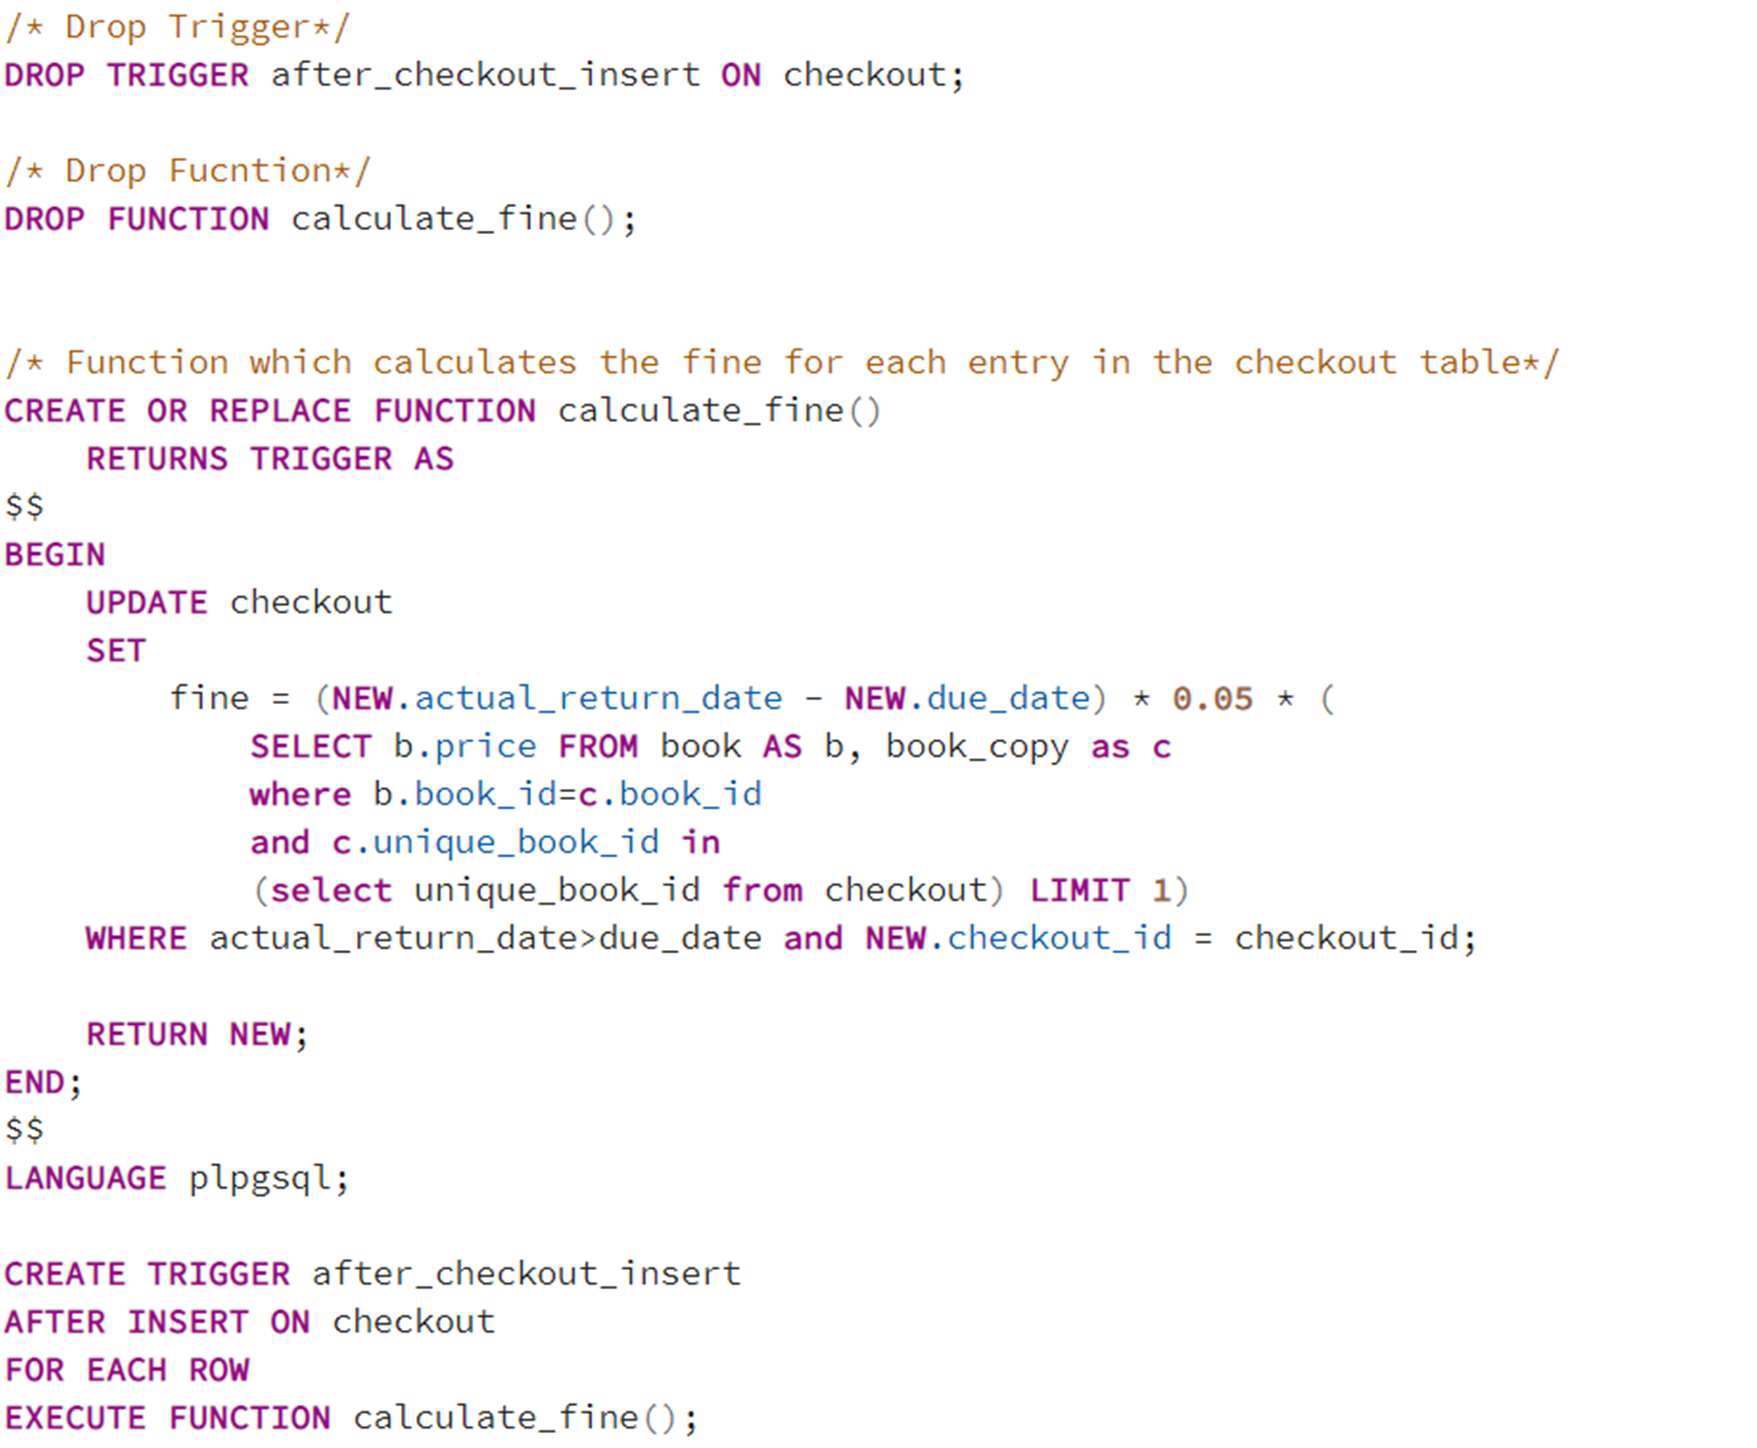 /* Drop Trigger*/
DROP TRIGGER after_checkout_insert ON checkout;
/* Drop Fucntion*/
DROP FUNCTION calculate_fine();
/* Function which calculates the fine for each entry in the checkout table*/
CREATE OR REPLACE FUNCTION calculate_fine()
    RETURNS TRIGGER AS
$$
BEGIN
    UPDATE checkout
    SET
        fine = (NEW.actual_return_date - NEW.due_date) * 0.05 * (
            SELECT b.price FROM book AS b, book_copy as c
            where b.book_id=c.book_id
            and c.unique_book_id in
            (select unique_book_id from checkout) LIMIT 1)
    WHERE actual_return_date>due_date and NEW.checkout_id = checkout_id;
    RETURN NEW;
END;
$$
LANGUAGE plpgsql;
CREATE TRIGGER after_checkout_insert
AFTER INSERT ON checkout
FOR EACH ROW
EXECUTE FUNCTION calculate_fine();